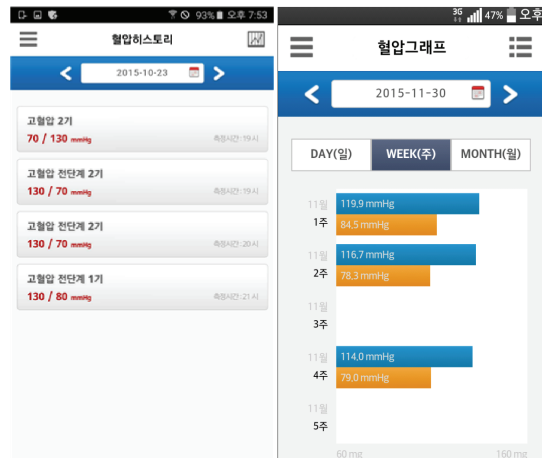 93% 오후 7:53
혈압히스토리
2015-10-23
고혈압 2기
70 / 130 mmHg
측정시간 : 19시
고혈압 전단계 2기
130 / 70 mmHg
측정시간 : 19시
고혈압 전단계 2기
130 / 70 mmHg
측정시간 : 20시
고혈압 전단계 1기
130 / 80 mmHg
측정시간 : 21시
3G 47% 오후
혈압그래프
2015-11-30
DAY(일) WEEK(주) MONTH(월)
11월 119,9 mmHg
1주 84,5 mmHg
11월 116,7 mmHg
2주 78,3 mmHg
11월
3주
11월 114,0 mmHg
4주 79,0 mmHg
11월
5주
60 mg 160 mg